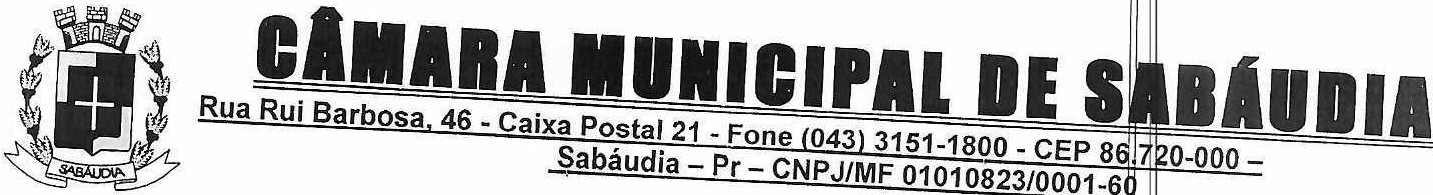 CÂMARA MUNICIPAL DE SABÁUDIA
Rua Rui Barbosa, 46 - Caixa Postal 21 - Fone (043) 3151-1800 - CEP 86.720-000 –
Sabáudia – Pr – CNPJ/MF 01010823/0001-60
SABÁUDIA